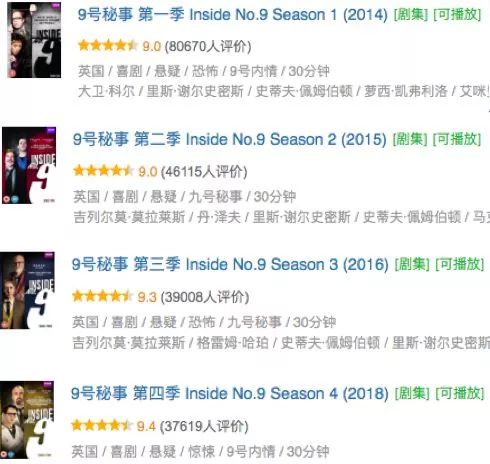 9号秘事 第一季 Inside No.9 Season 1 (2014) [剧集] [可播放]
9.0 (80670人评价)
英国 / 喜剧 / 悬疑 / 恐怖 / 9号内情 / 30分钟
大卫·科尔 / 里斯·谢尔史密斯 / 史蒂夫·佩姆伯顿 / 萝西·凯弗利洛 / 艾咪
INSIDE
9
9号秘事 第二季 Inside No.9 Season 2 (2015) [剧集] [可播放]
9.0 (46115人评价)
英国 / 喜剧 / 悬疑 / 九号秘事 / 30分钟
吉列尔莫·莫拉莱斯 / 丹·泽夫 / 里斯·谢尔史密斯 / 史蒂夫·佩姆伯顿 / 马克
INSIDE
9
9号秘事 第三季 Inside No.9 Season 3 (2016) [剧集] [可播放]
9.3 (39008人评价)
英国 / 喜剧 / 悬疑 / 恐怖 / 九号秘事 / 30分钟
吉列尔莫·莫拉莱斯 / 格雷姆·哈珀 / 史蒂夫·佩姆伯顿 / 里斯·谢尔史密
INSIDE
9
9号秘事 第四季 Inside No.9 Season 4 (2018) [剧集] [可播放]
9.4 (37619人评价)
英国 / 喜剧 / 悬疑 / 惊悚 / 9号内情 / 30分钟
INSIDE
9